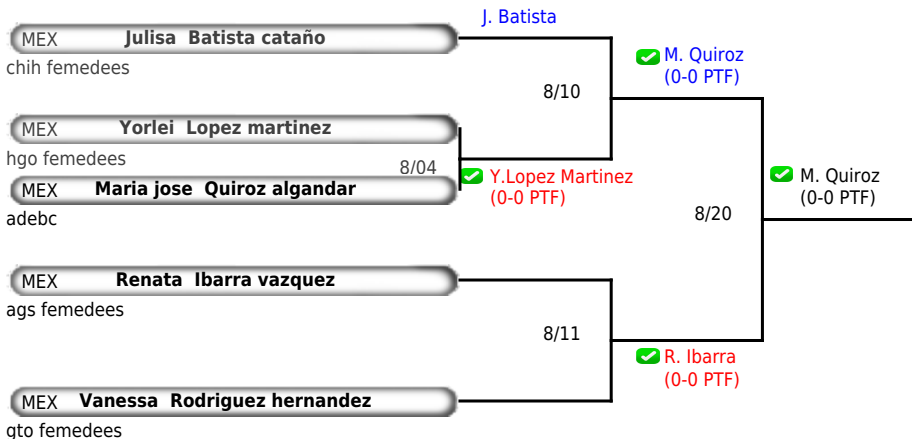 J. Batista
MEX Julisa Batista cataño
chih femedees
M. Quiroz
(0-0 PTF)
8/10
MEX Yorlei Lopez martinez
hgo femedees
8/04
Y.Lopez Martinez
(0-0 PTF)
MEX Maria jose Quiroz algandar
adebc
M. Quiroz
(0-0 PTF)
8/20
MEX Renata Ibarra vazquez
ags femedees
8/11
R. Ibarra
(0-0 PTF)
MEX Vanessa Rodriguez hernandez
gto femedees